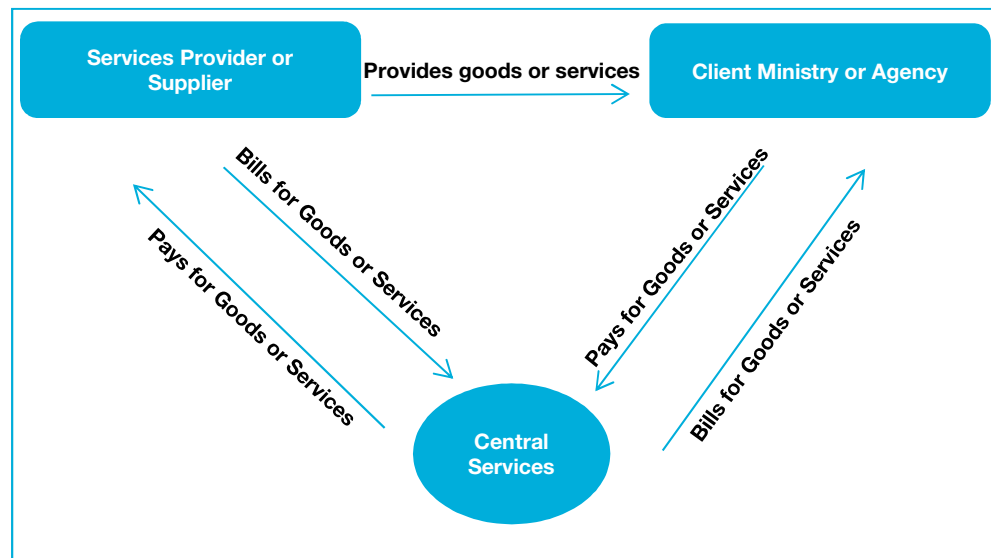 Services Provider or
Supplier
Provides goods or services
Client Ministry or Agency
Bills for Goods or Services
Pays for Goods or Services
Pays for Goods or Services
Bills for Goods or Services
Central
Services